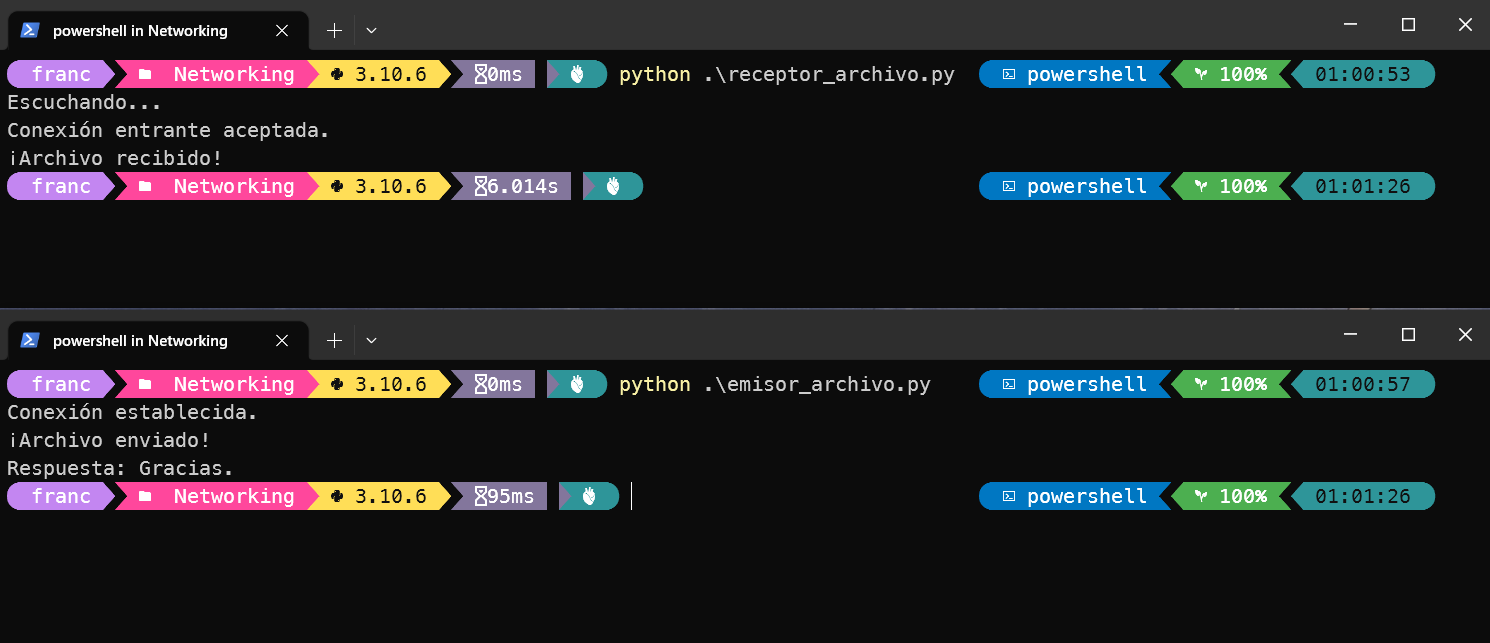 powershell in Networking
franc Networking 3.10.6 0ms python .\receptor_archivo.py powershell 100% 01:00:53
Escuchando...
Conexión entrante aceptada.
¡Archivo recibido!
franc Networking 3.10.6 6.014s powershell 100% 01:01:26
powershell in Networking
franc Networking 3.10.6 0ms python .\emisor_archivo.py powershell 100% 01:00:57
Conexión establecida.
¡Archivo enviado!
Respuesta: Gracias.
franc Networking 3.10.6 95ms powershell 100% 01:01:26